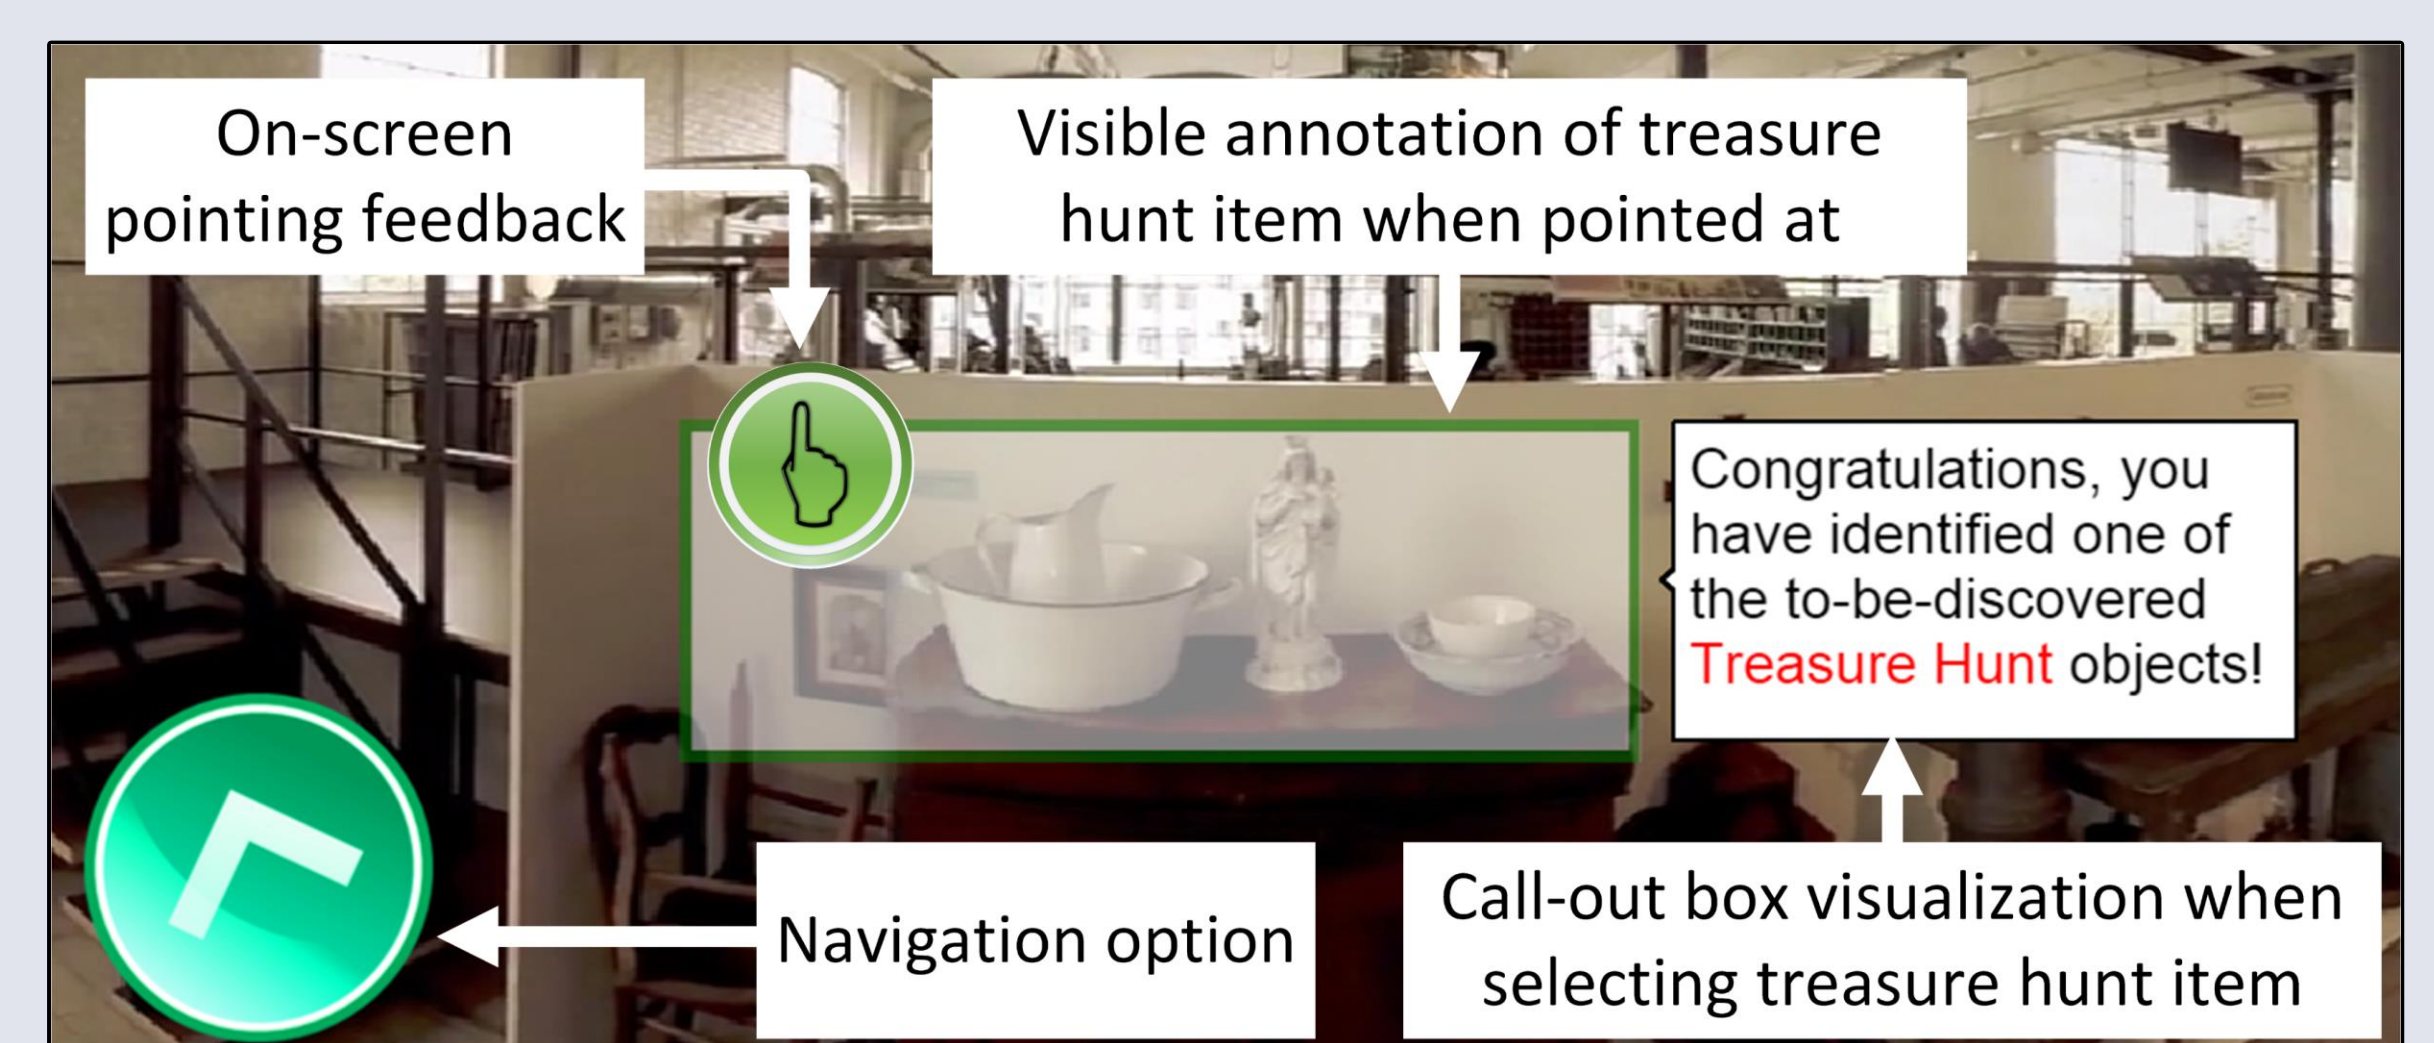 On-screen
pointing feedback
Visible annotation of treasure
hunt item when pointed at
Congratulations, you
have identified one of
the to-be-discovered
Treasure Hunt objects!
Navigation option
Call-out box visualization when
selecting treasure hunt item